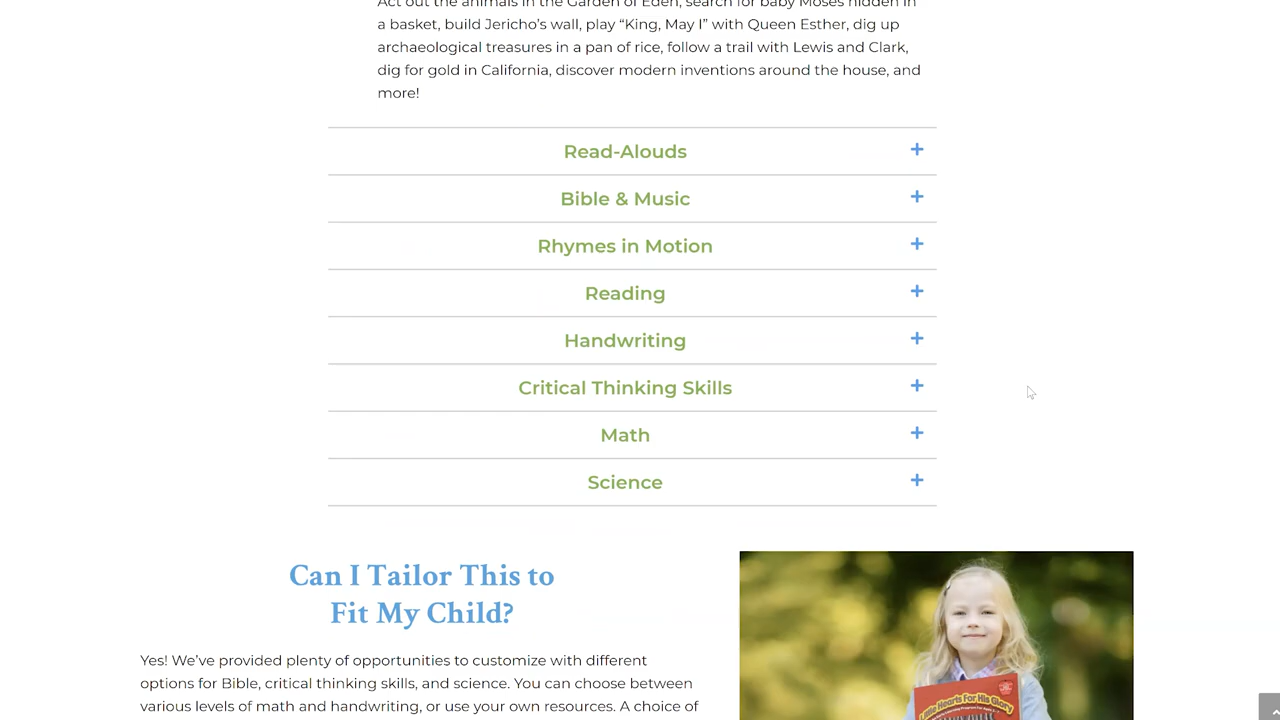 Act out the animals in the Garden of Eden, search for baby Moses hidden in
a basket, build Jericho's wall, play “King, May I” with Queen Esther, dig up
archaeological treasures in a pan of rice, follow a trail with Lewis and Clark,
dig for gold in California, discover modern inventions around the house, and
more!
Read-Alouds
+
Bible & Music
+
Rhymes in Motion
+
Reading
+
Handwriting
+
Critical Thinking Skills
+
Math
+
Science
+
Can I Tailor This to
Fit My Child?
Yes! We've provided plenty of opportunities to customize with different
options for Bible, critical thinking skills, and science. You can choose between
various levels of math and handwriting, or use your own resources. A choice of
Little Hearts For His Glory